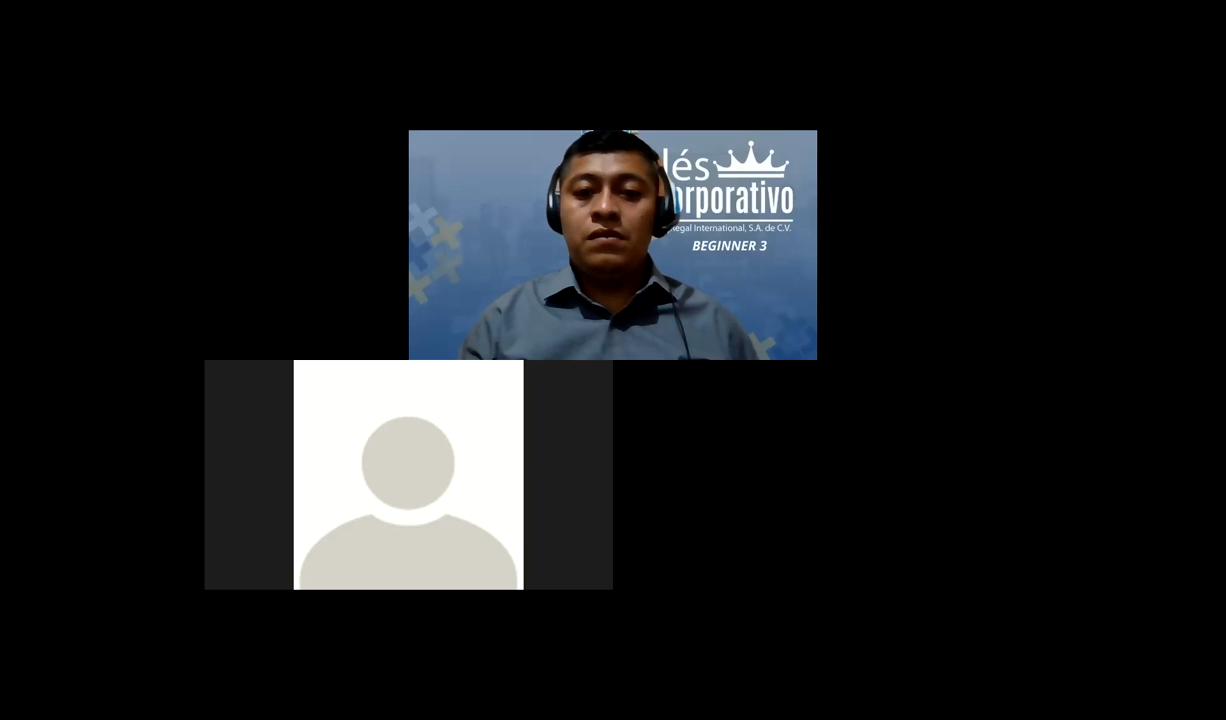 lés
orporativo
Regal International, S.A. de C.V.
BEGINNER 3